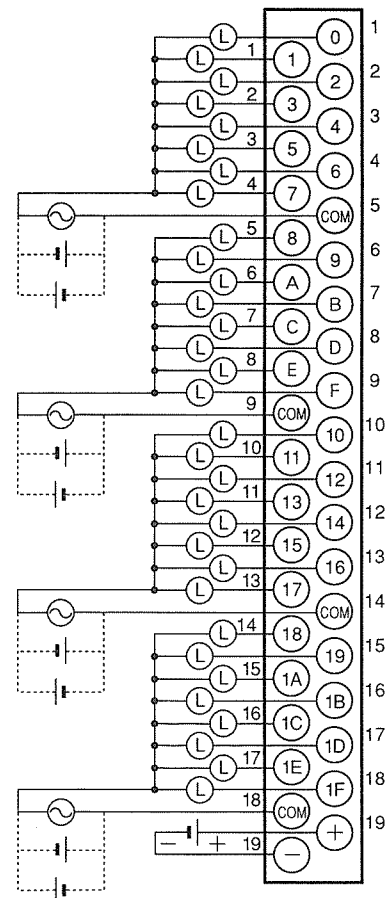 L 0 1
L 1 1
L 2 2
L 2 3
L 4 3
L 3 5
L 6 4
L 4 7
COM 5
L 5 8
L 9 6
L 6 A
L B 7
L 7 C
L D 8
L 8 E
L F 9
9 COM
L 10 10
L 10 11
L 12 11
L 11 13
L 14 12
L 12 15
L 16 13
L 13 17
COM 14
L 14 18
L 19 15
L 15 1A
L 1B 16
L 16 1C
L 1D 17
L 17 1E
L 1F 18
18 COM
+ 19
− + 19 −